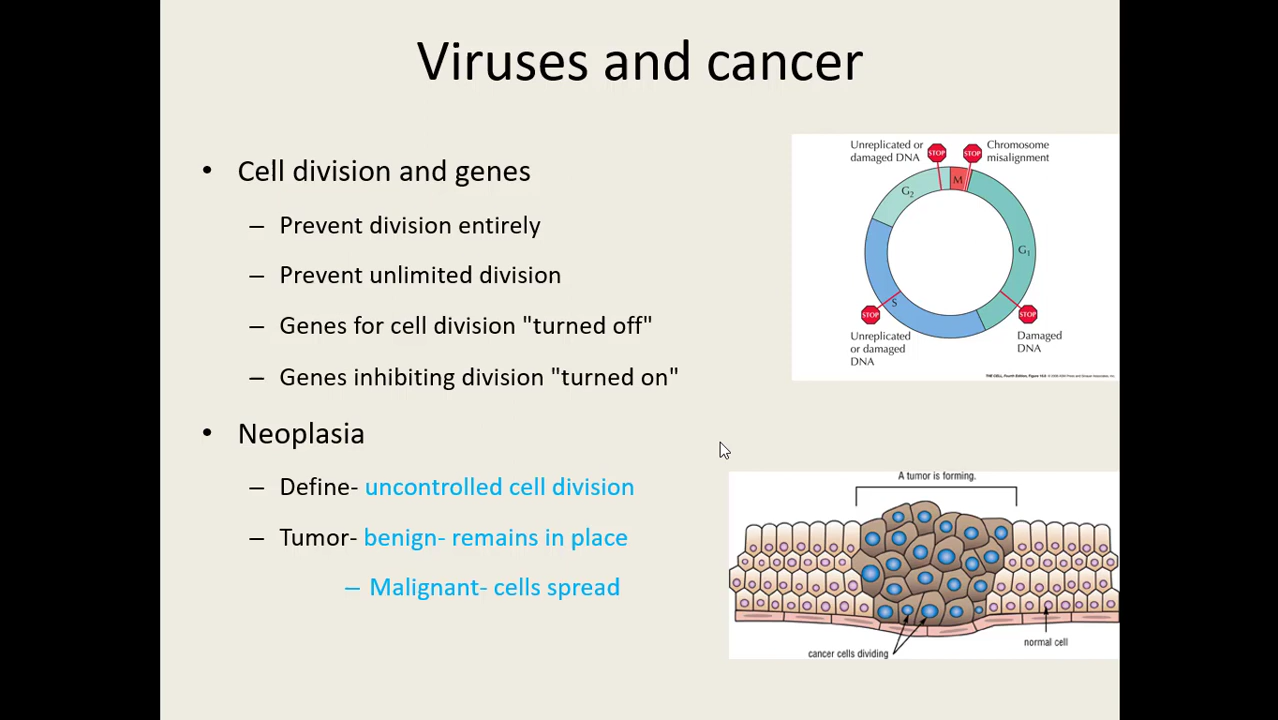 Viruses and cancer
• Cell division and genes
– Prevent division entirely
– Prevent unlimited division
– Genes for cell division "turned off"
– Genes inhibiting division "turned on"
• Neoplasia
– Define- uncontrolled cell division
– Tumor- benign- remains in place
– Malignant- cells spread
Unreplicated or
damaged DNA
STOP
STOP
Chromosome
misalignment
M
G2
G1
S
STOP
STOP
Unreplicated
or damaged
DNA
Damaged
DNA
A tumor is forming.
normal cell
cancer cells dividing